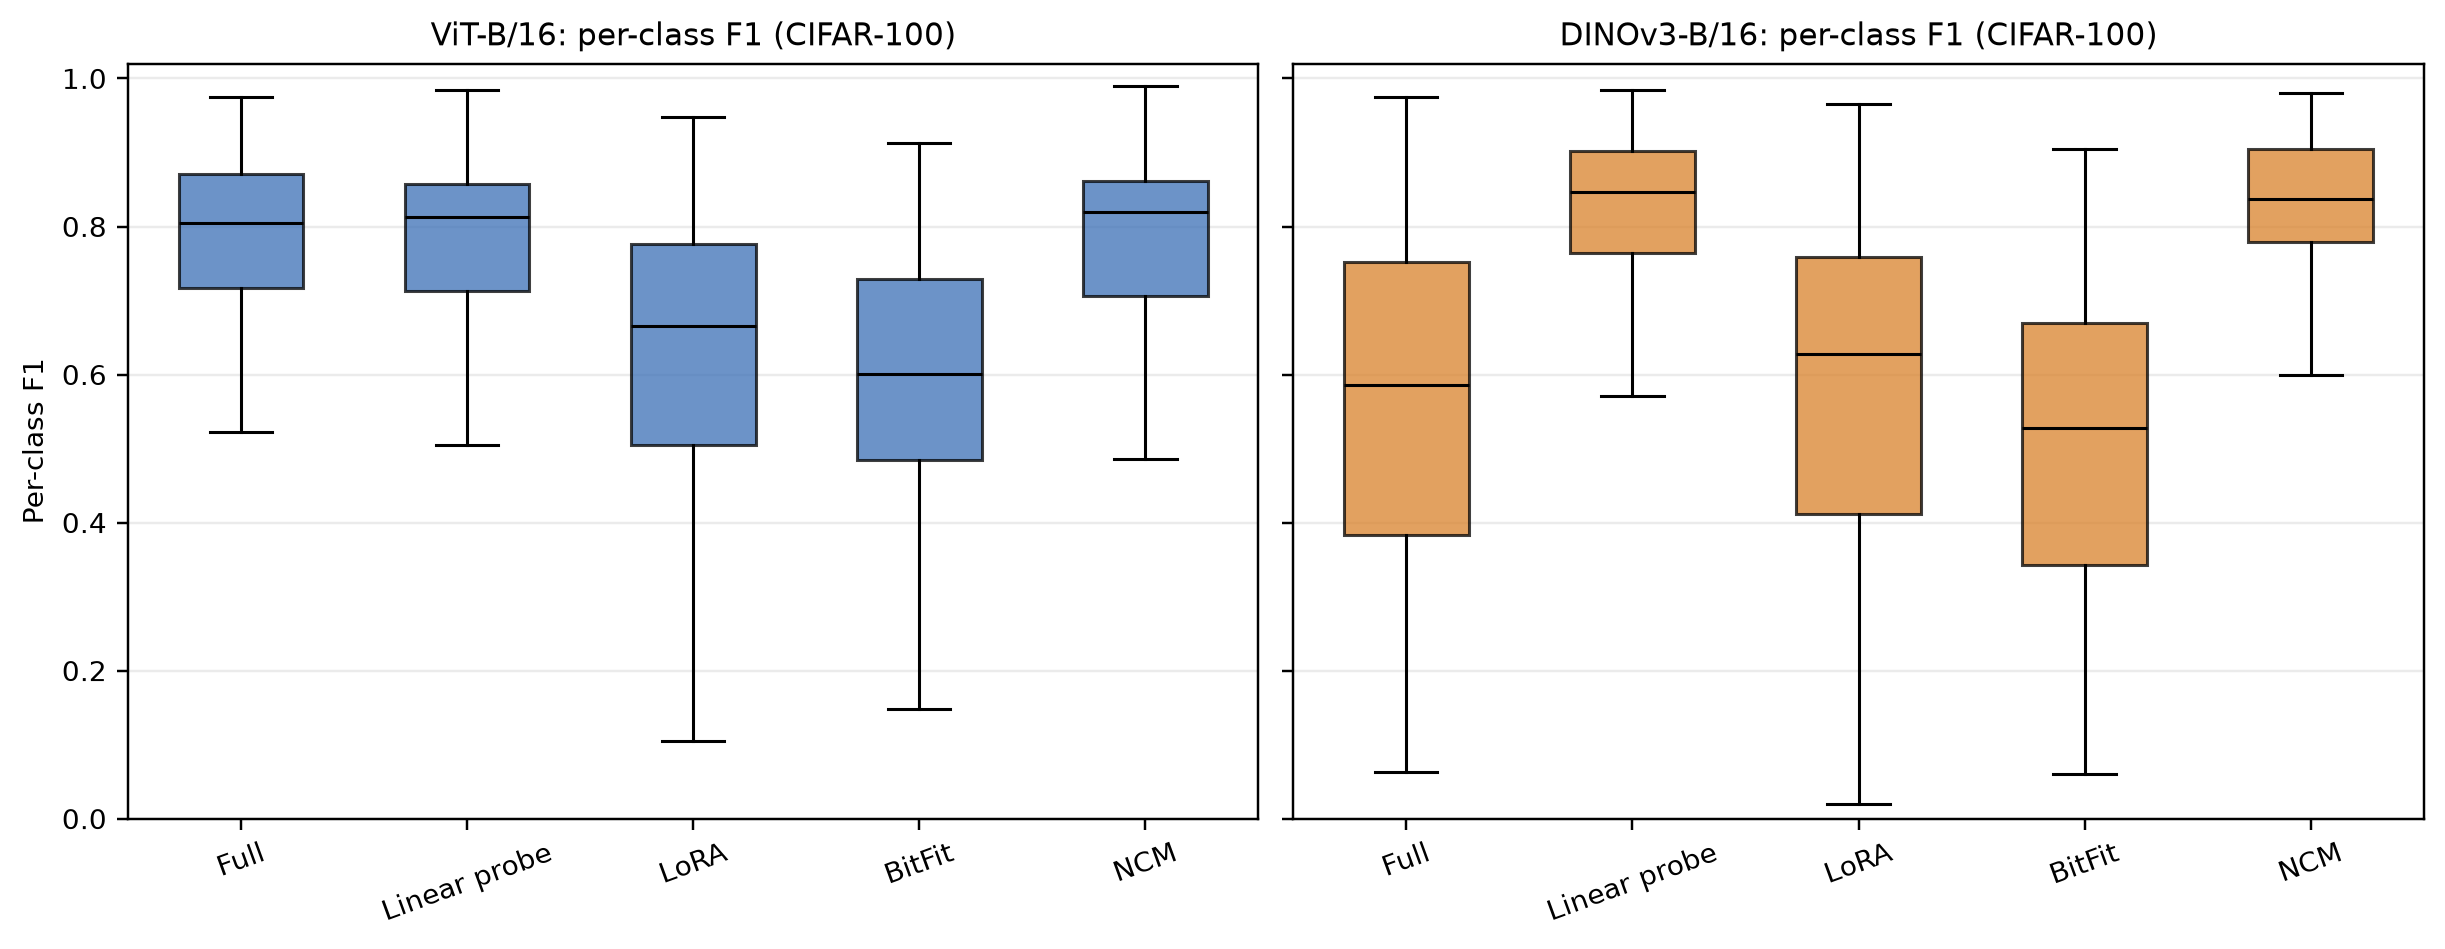 ViT-B/16: per-class F1 (CIFAR-100)
Per-class F1
1.0
0.8
0.6
0.4
0.2
0.0
Full
Linear probe
LoRA
BitFit
NCM
DINOv3-B/16: per-class F1 (CIFAR-100)
Full
Linear probe
LoRA
BitFit
NCM